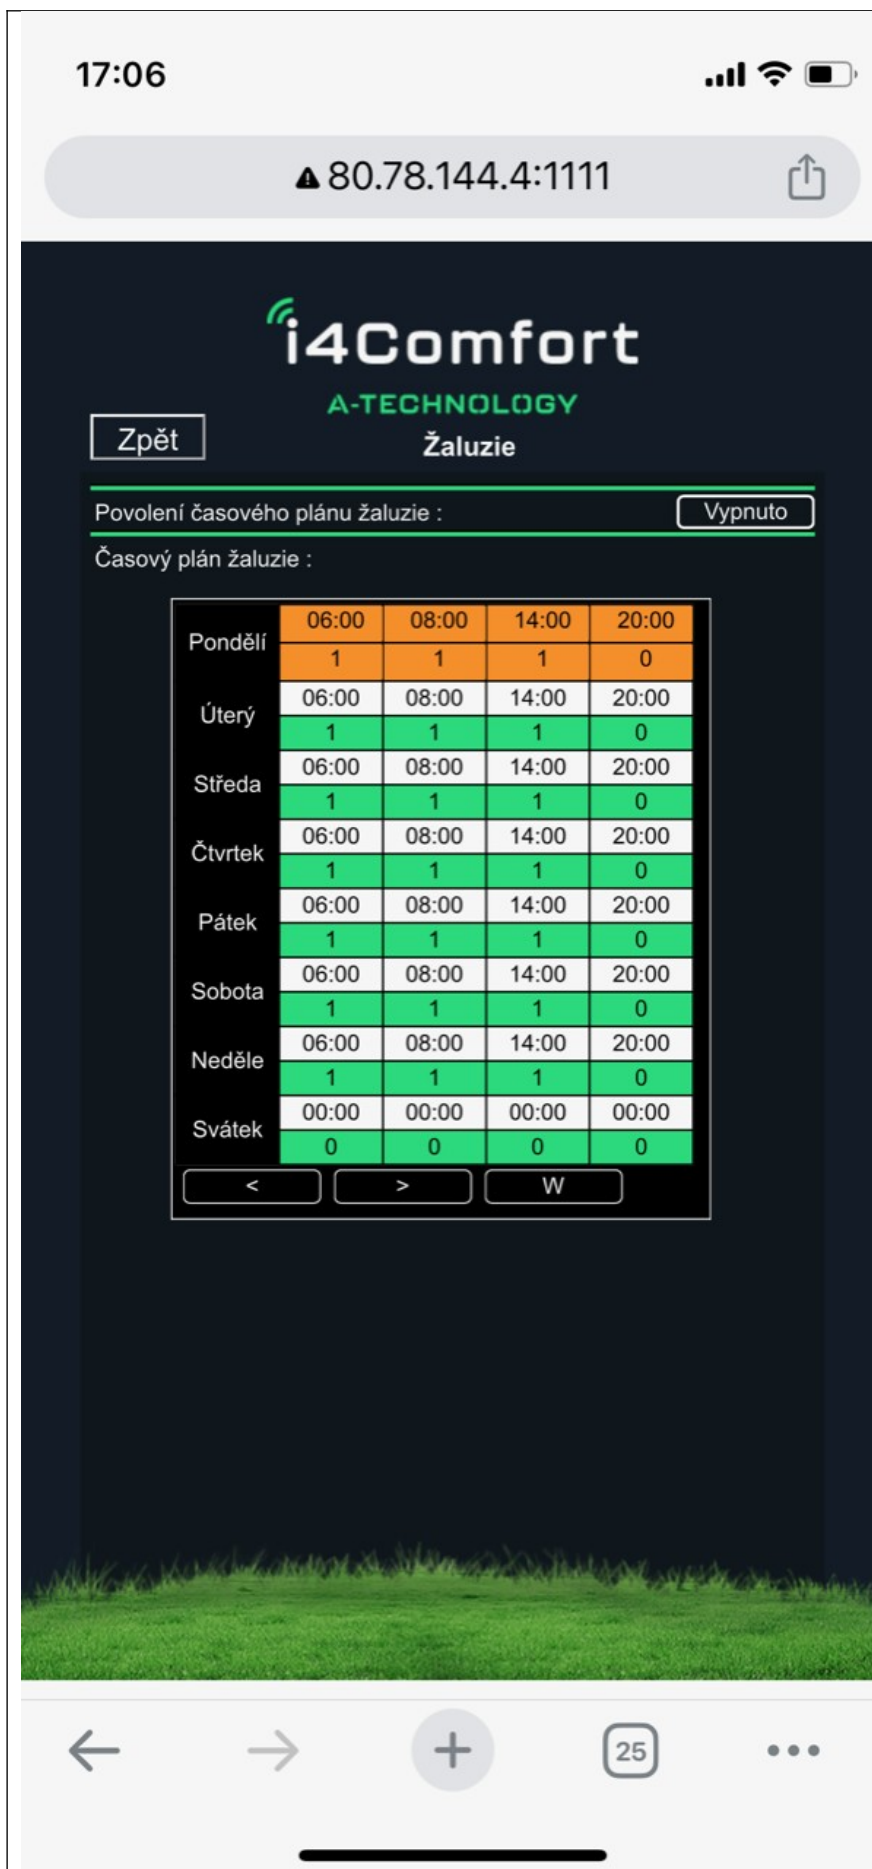 17:06
80.78.144.4:1111
i4Comfort
A-TECHNOLOGY
Zpět
Žaluzie
Povolení časového plánu žaluzie : Vypnuto
Časový plán žaluzie :
Pondělí 06:00 08:00 14:00 20:00
1 1 1 0
Úterý 06:00 08:00 14:00 20:00
1 1 1 0
Středa 06:00 08:00 14:00 20:00
1 1 1 0
Čtvrtek 06:00 08:00 14:00 20:00
1 1 1 0
Pátek 06:00 08:00 14:00 20:00
1 1 1 0
Sobota 06:00 08:00 14:00 20:00
1 1 1 0
Neděle 06:00 08:00 14:00 20:00
1 1 1 0
Svátek 00:00 00:00 00:00 00:00
0 0 0 0
< > W
25